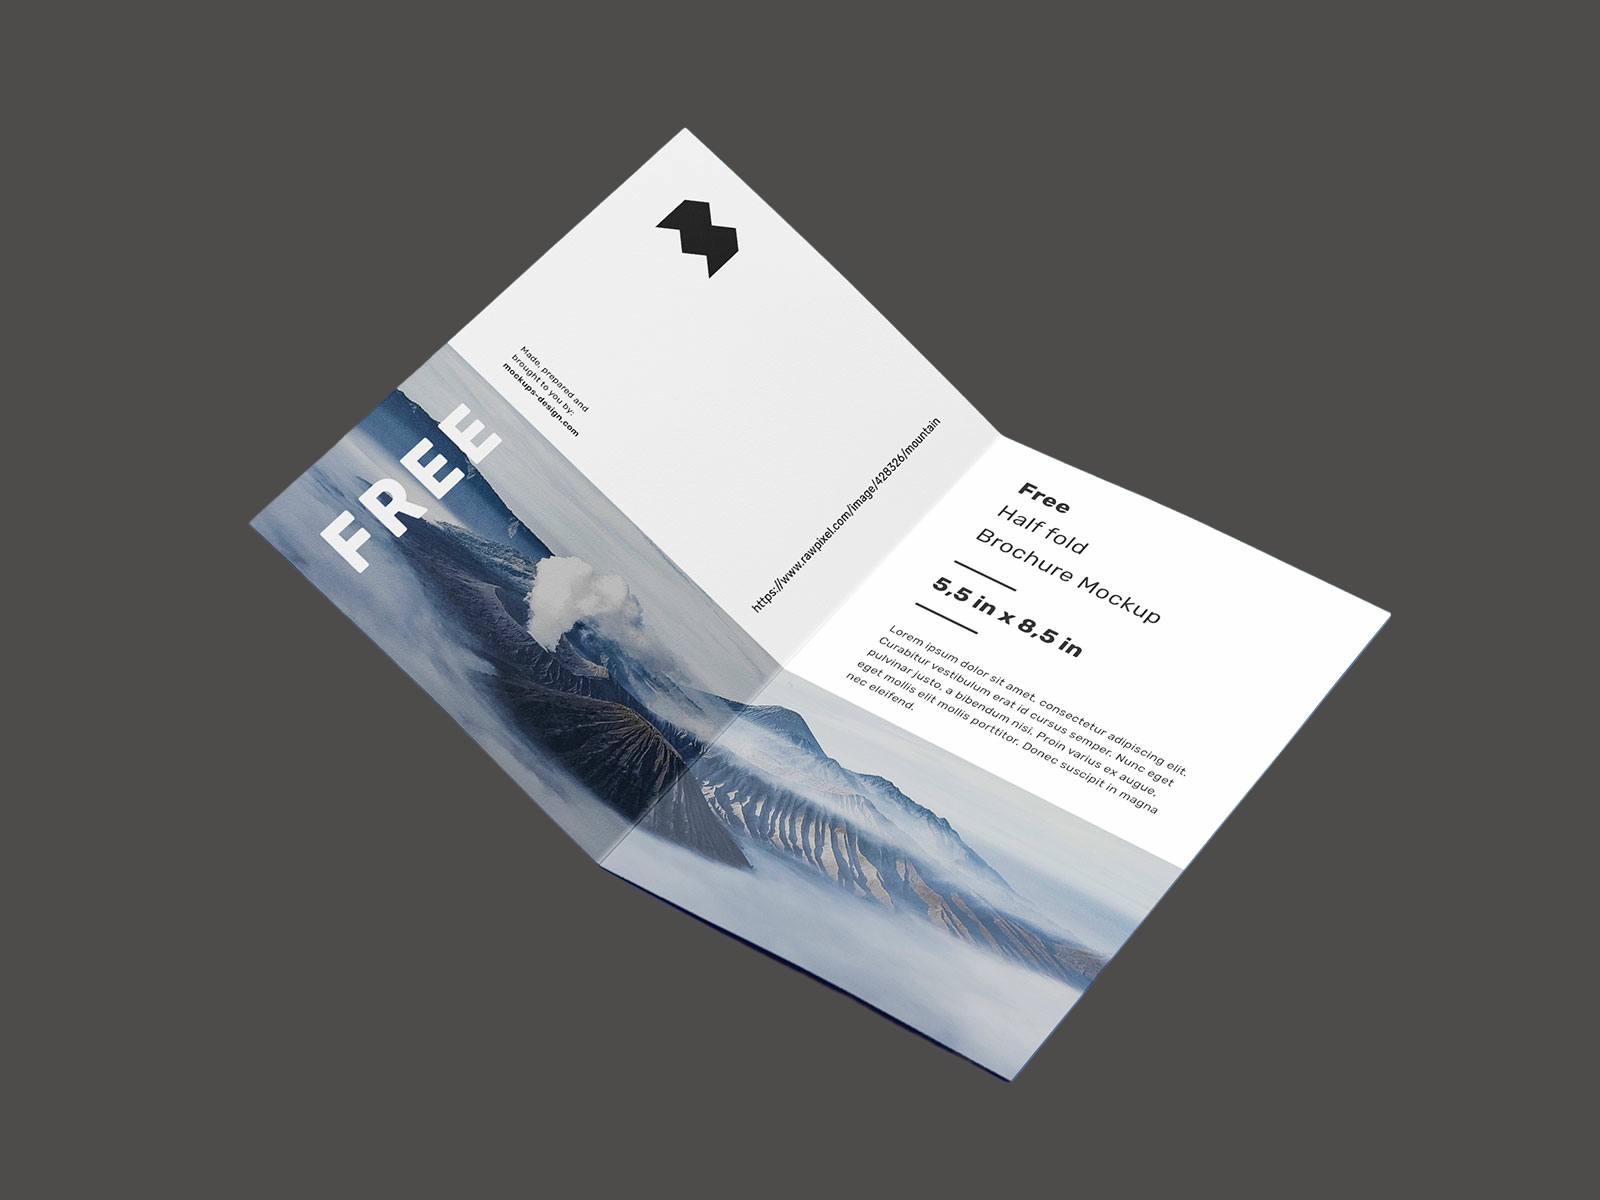 Made, prepared and
brought to you by:
mockups-design.com
FREE
https://www.rawpixel.com/image/428326/mountain
Free
Half fold
Brochure Mockup
5,5 in x 8,5 in
Lorem ipsum dolor sit amet, consectetur adipiscing elit.
Curabitur vestibulum erat id cursus semper. Nunc eget
pulvinar justo, a bibendum nisi. Proin varius ex augue,
eget mollis elit mollis porttitor. Donec suscipit in magna
nec eleifend.